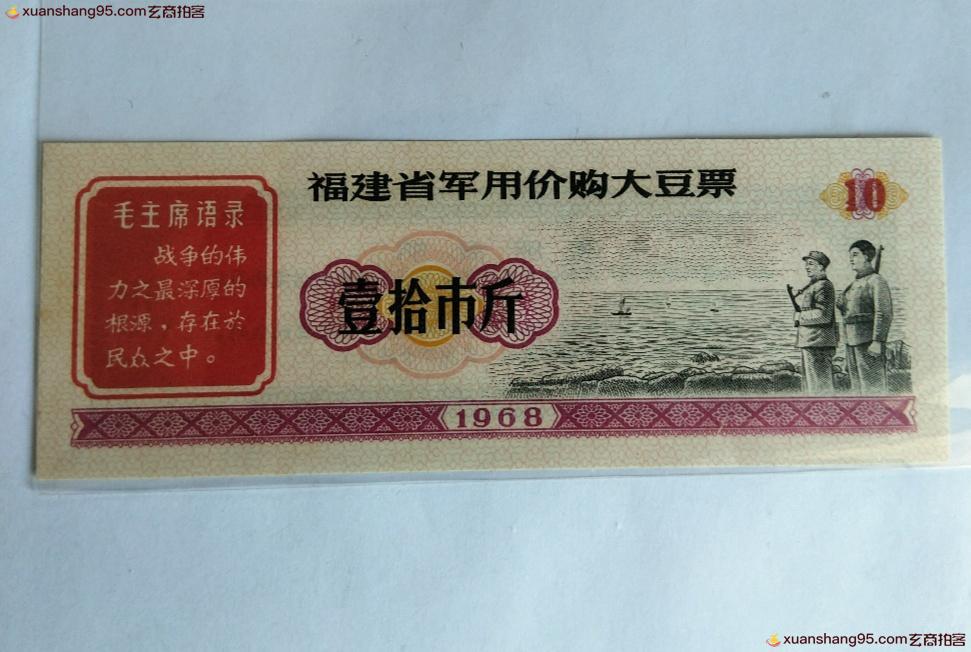 xuanshang95.com玄商拍客
福建省军用价购大豆票
10
毛主席语录
战争的伟
力之最深厚的
根源，存在於
民众之中。
壹拾市斤
1968
xuanshang95.com玄商拍客